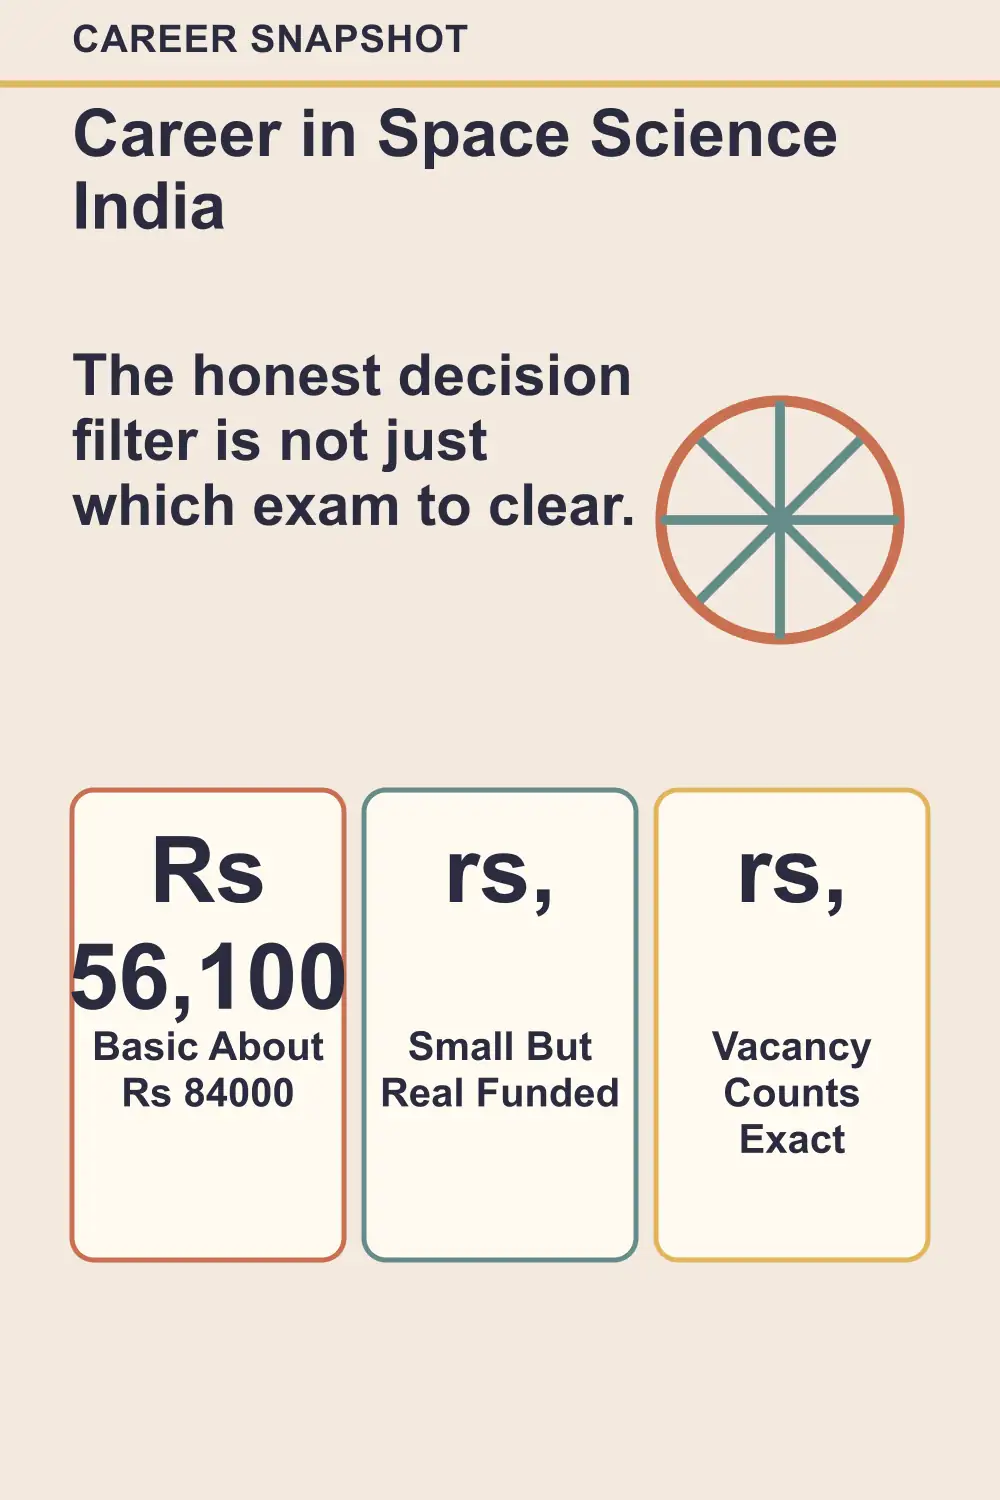 CAREER SNAPSHOT
Career in Space Science
India
The honest decision
filter is not just
which exam to clear.
Rs
56,100
Basic About
Rs 84000
rs,
Small But
Real Funded
rs,
Vacancy
Counts
Exact